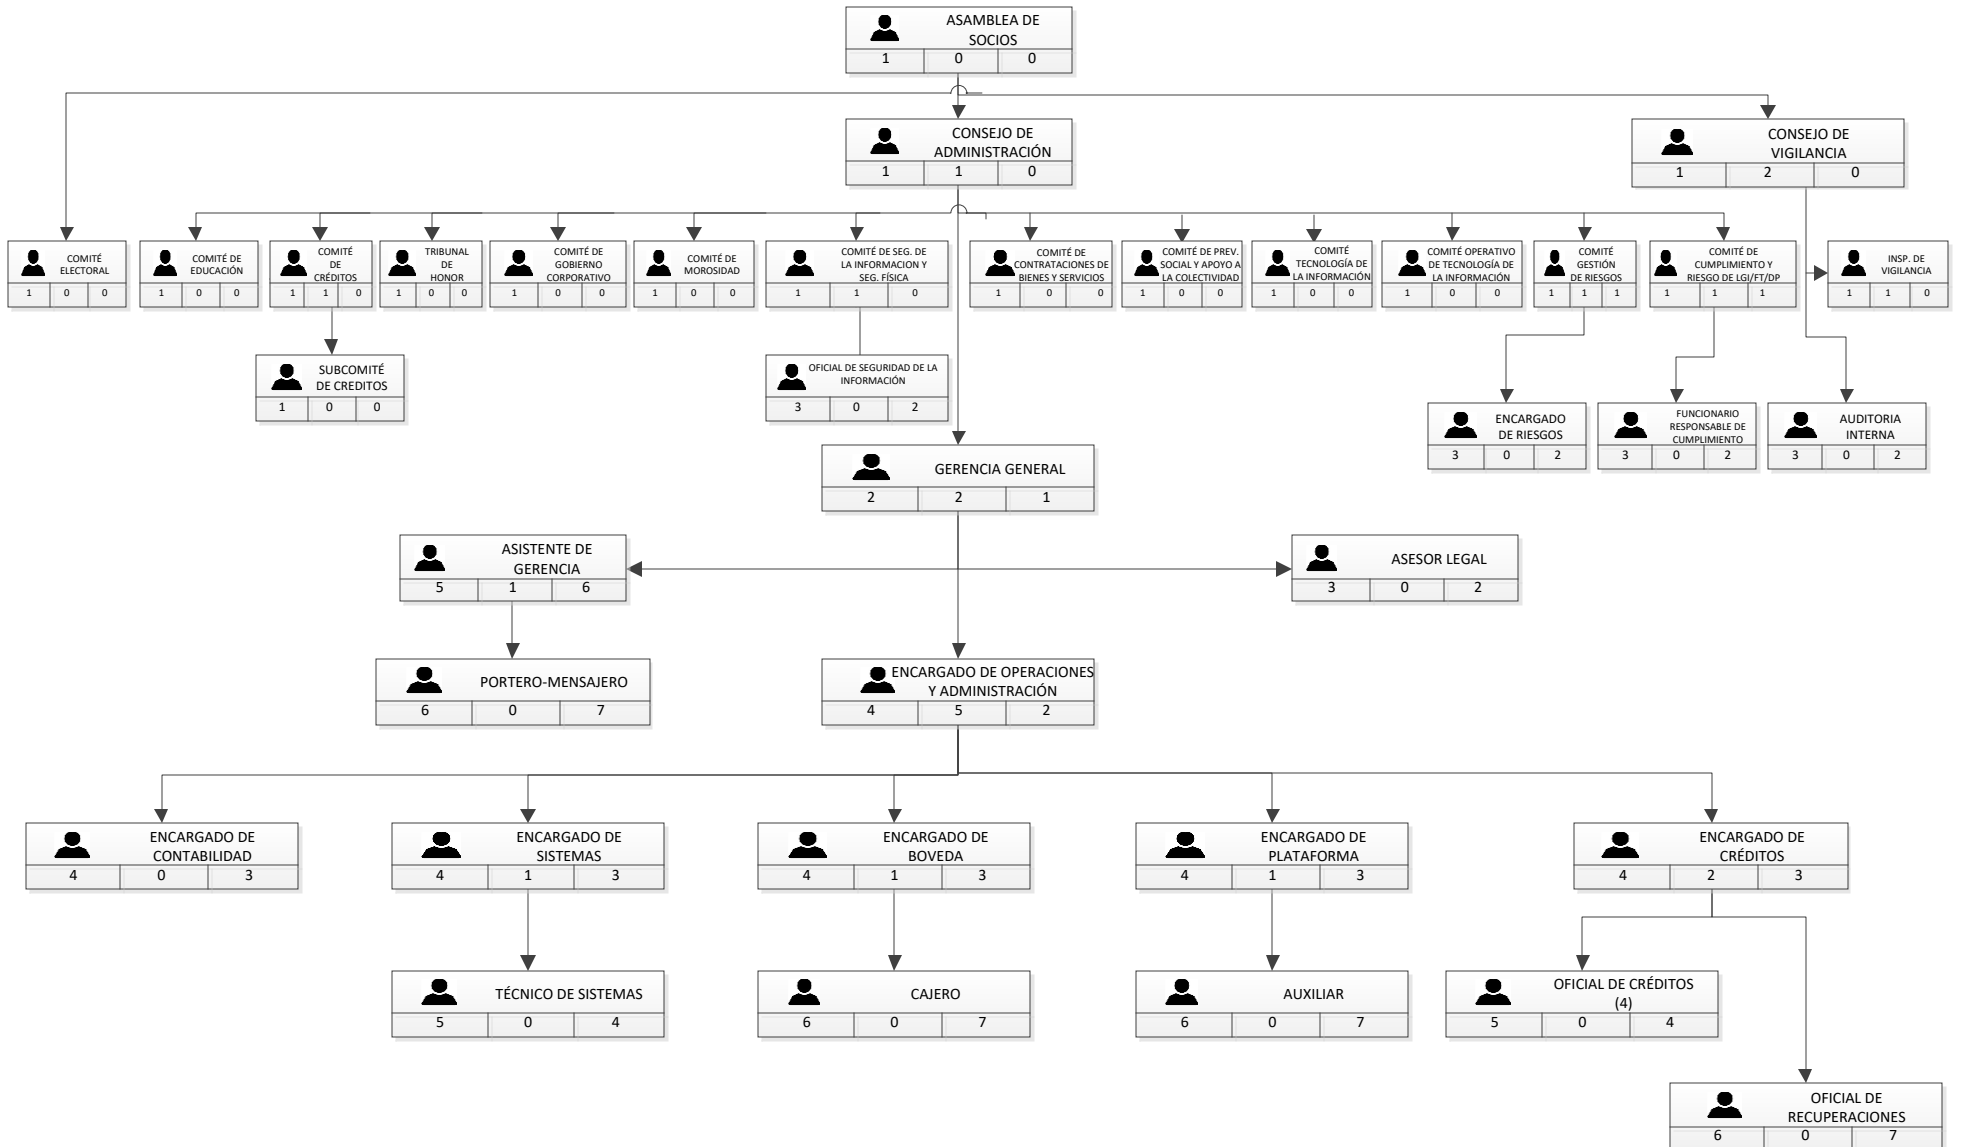 ASAMBLEA DE
SOCIOS
1 0 0
CONSEJO DE
ADMINISTRACIÓN
1 1 0
CONSEJO DE
VIGILANCIA
1 2 0
COMITÉ
ELECTORAL
1 0 0
COMITÉ DE
EDUCACIÓN
1 0 0
COMITÉ
DE
CRÉDITOS
1 1 0
TRIBUNAL
DE
HONOR
1 0 0
COMITÉ DE
GOBIERNO
CORPORATIVO
1 0 0
COMITÉ DE
MOROSIDAD
1 0 0
COMITÉ DE SEG. DE
LA INFORMACION Y
SEG. FÍSICA
1 1 0
COMITÉ DE
CONTRATACIONES DE
BIENES Y SERVICIOS
1 0 0
COMITÉ DE PREV.
SOCIAL Y APOYO A
LA COLECTIVIDAD
1 0 0
COMITÉ
TECNOLOGÍA DE
LA INFORMACIÓN
1 0 0
COMITÉ OPERATIVO
DE TECNOLOGÍA DE
LA INFORMACIÓN
1 0 0
COMITÉ
GESTIÓN
DE RIESGOS
1 1 1
COMITÉ DE
CUMPLIMIENTO Y
RIESGO DE LGI/FT/DP
1 1 1
INSP. DE
VIGILANCIA
1 1 0
SUBCOMITÉ
DE CREDITOS
1 0 0
OFICIAL DE SEGURIDAD DE LA
INFORMACIÓN
3 0 2
ENCARGADO
DE RIESGOS
3 0 2
FUNCIONARIO
RESPONSABLE DE
CUMPLIMIENTO
3 0 2
AUDITORIA
INTERNA
3 0 2
GERENCIA GENERAL
2 2 1
ASISTENTE DE
GERENCIA
5 1 6
ASESOR LEGAL
3 0 2
PORTERO-MENSAJERO
6 0 7
ENCARGADO DE OPERACIONES
Y ADMINISTRACIÓN
4 5 2
ENCARGADO DE
CONTABILIDAD
4 0 3
ENCARGADO DE
SISTEMAS
4 1 3
ENCARGADO DE
BOVEDA
4 1 3
ENCARGADO DE
PLATAFORMA
4 1 3
ENCARGADO DE
CRÉDITOS
4 2 3
TÉCNICO DE SISTEMAS
5 0 4
CAJERO
6 0 7
AUXILIAR
6 0 7
OFICIAL DE CRÉDITOS
(4)
5 0 4
OFICIAL DE
RECUPERACIONES
6 0 7